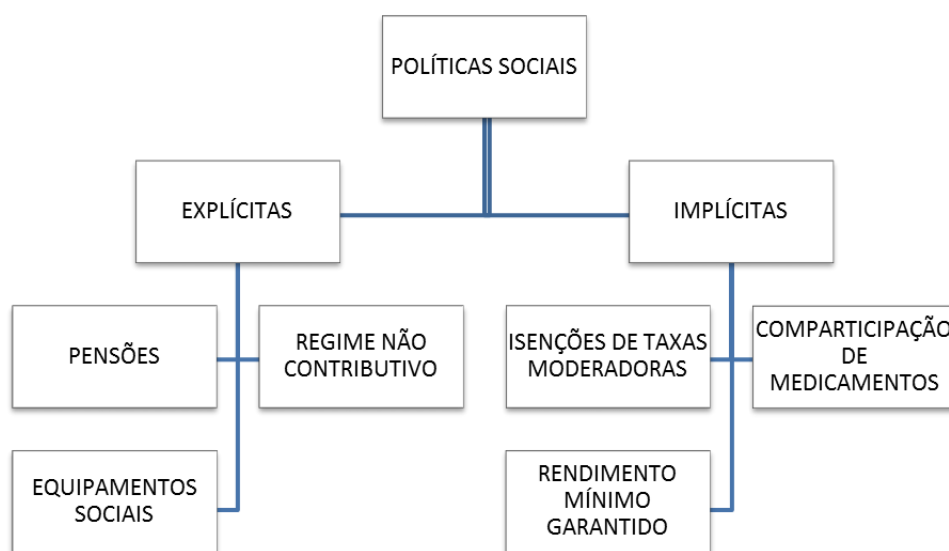 POLÍTICAS SOCIAIS
EXPLÍCITAS
IMPLÍCITAS
PENSÕES
REGIME NÃO
CONTRIBUTIVO
ISENÇÕES DE TAXAS
MODERADORAS
COMPARTICIPAÇÃO
DE
MEDICAMENTOS
EQUIPAMENTOS
SOCIAIS
RENDIMENTO
MÍNIMO
GARANTIDO